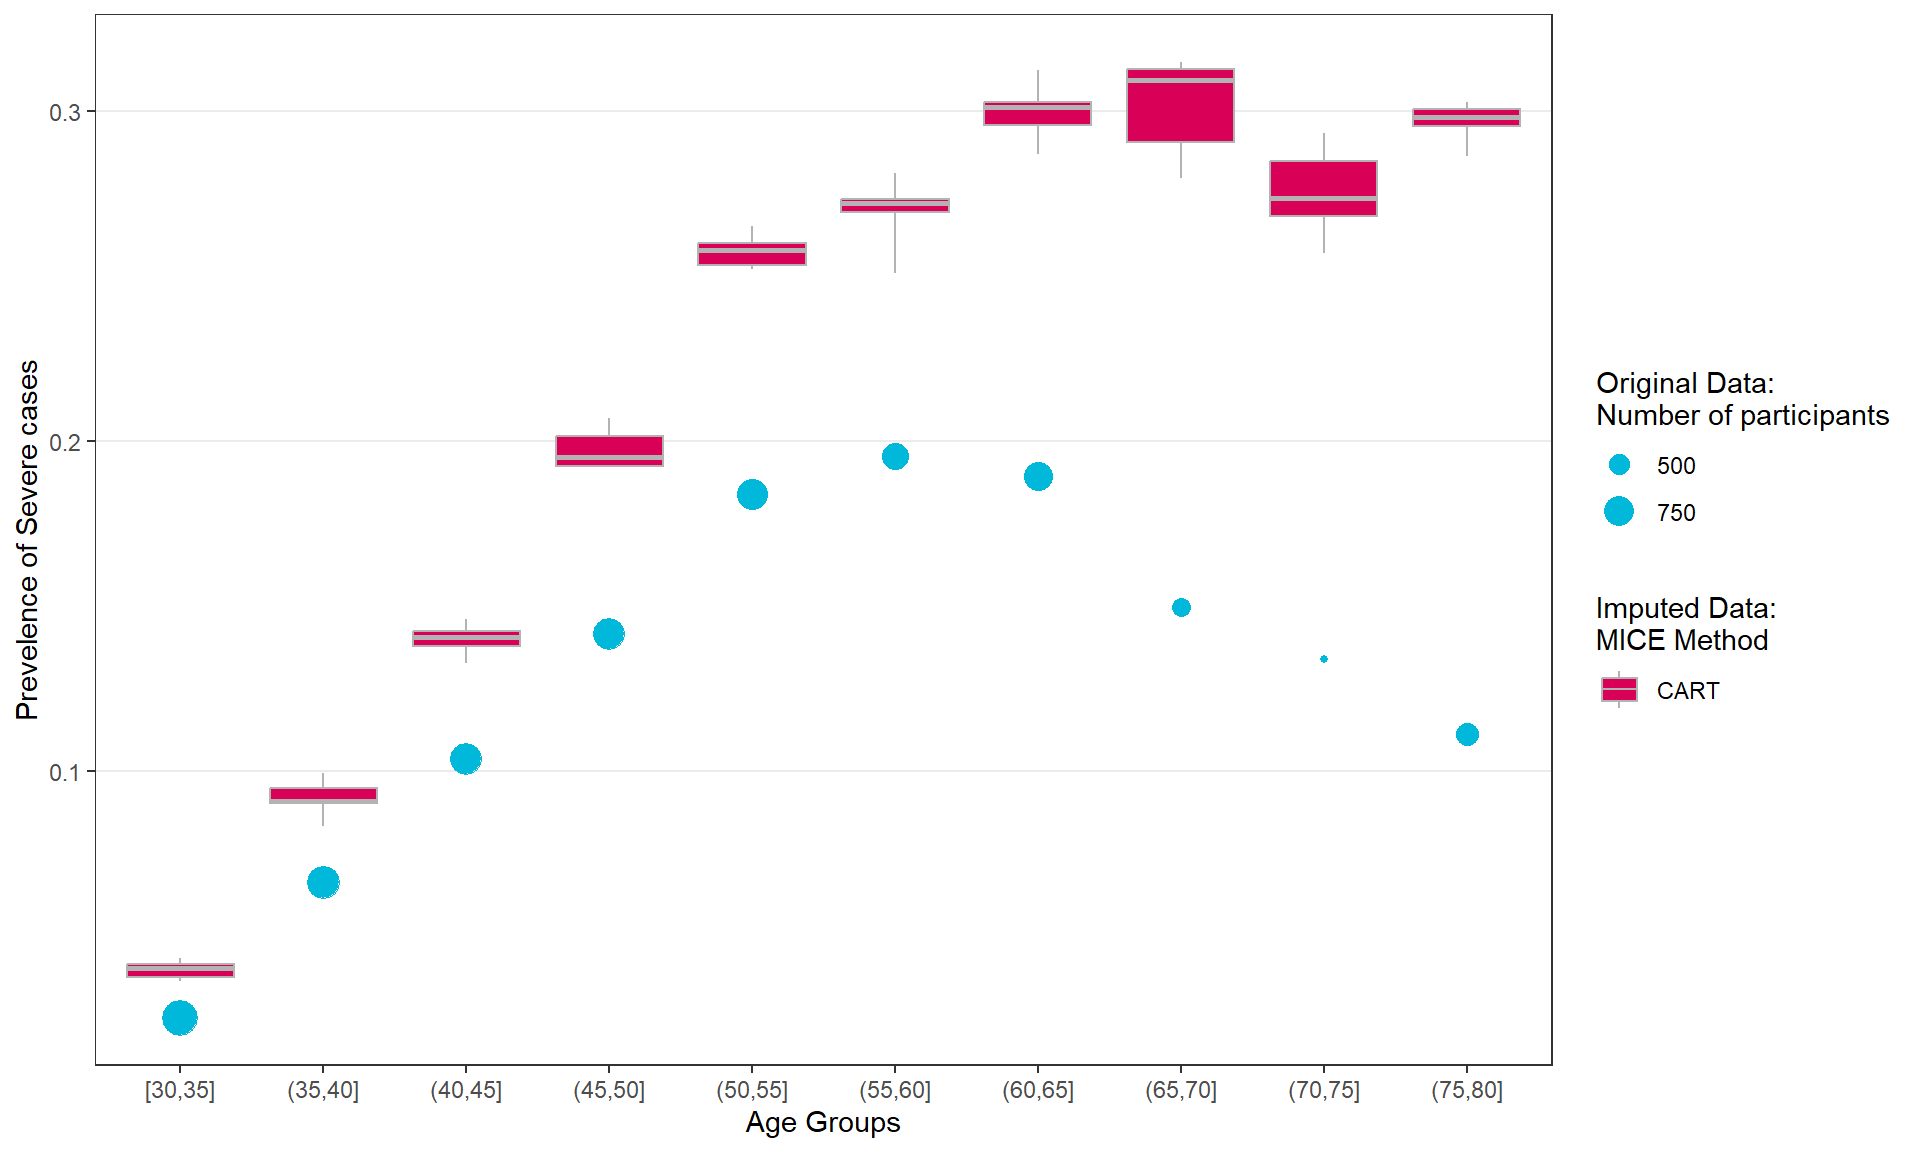 0.3
0.2
0.1
Prevelence of Severe cases
[30,35] (35,40] (40,45] (45,50] (50,55] (55,60] (60,65] (65,70] (70,75] (75,80]
Age Groups
Original Data:
Number of participants
500
750
Imputed Data:
MICE Method
CART